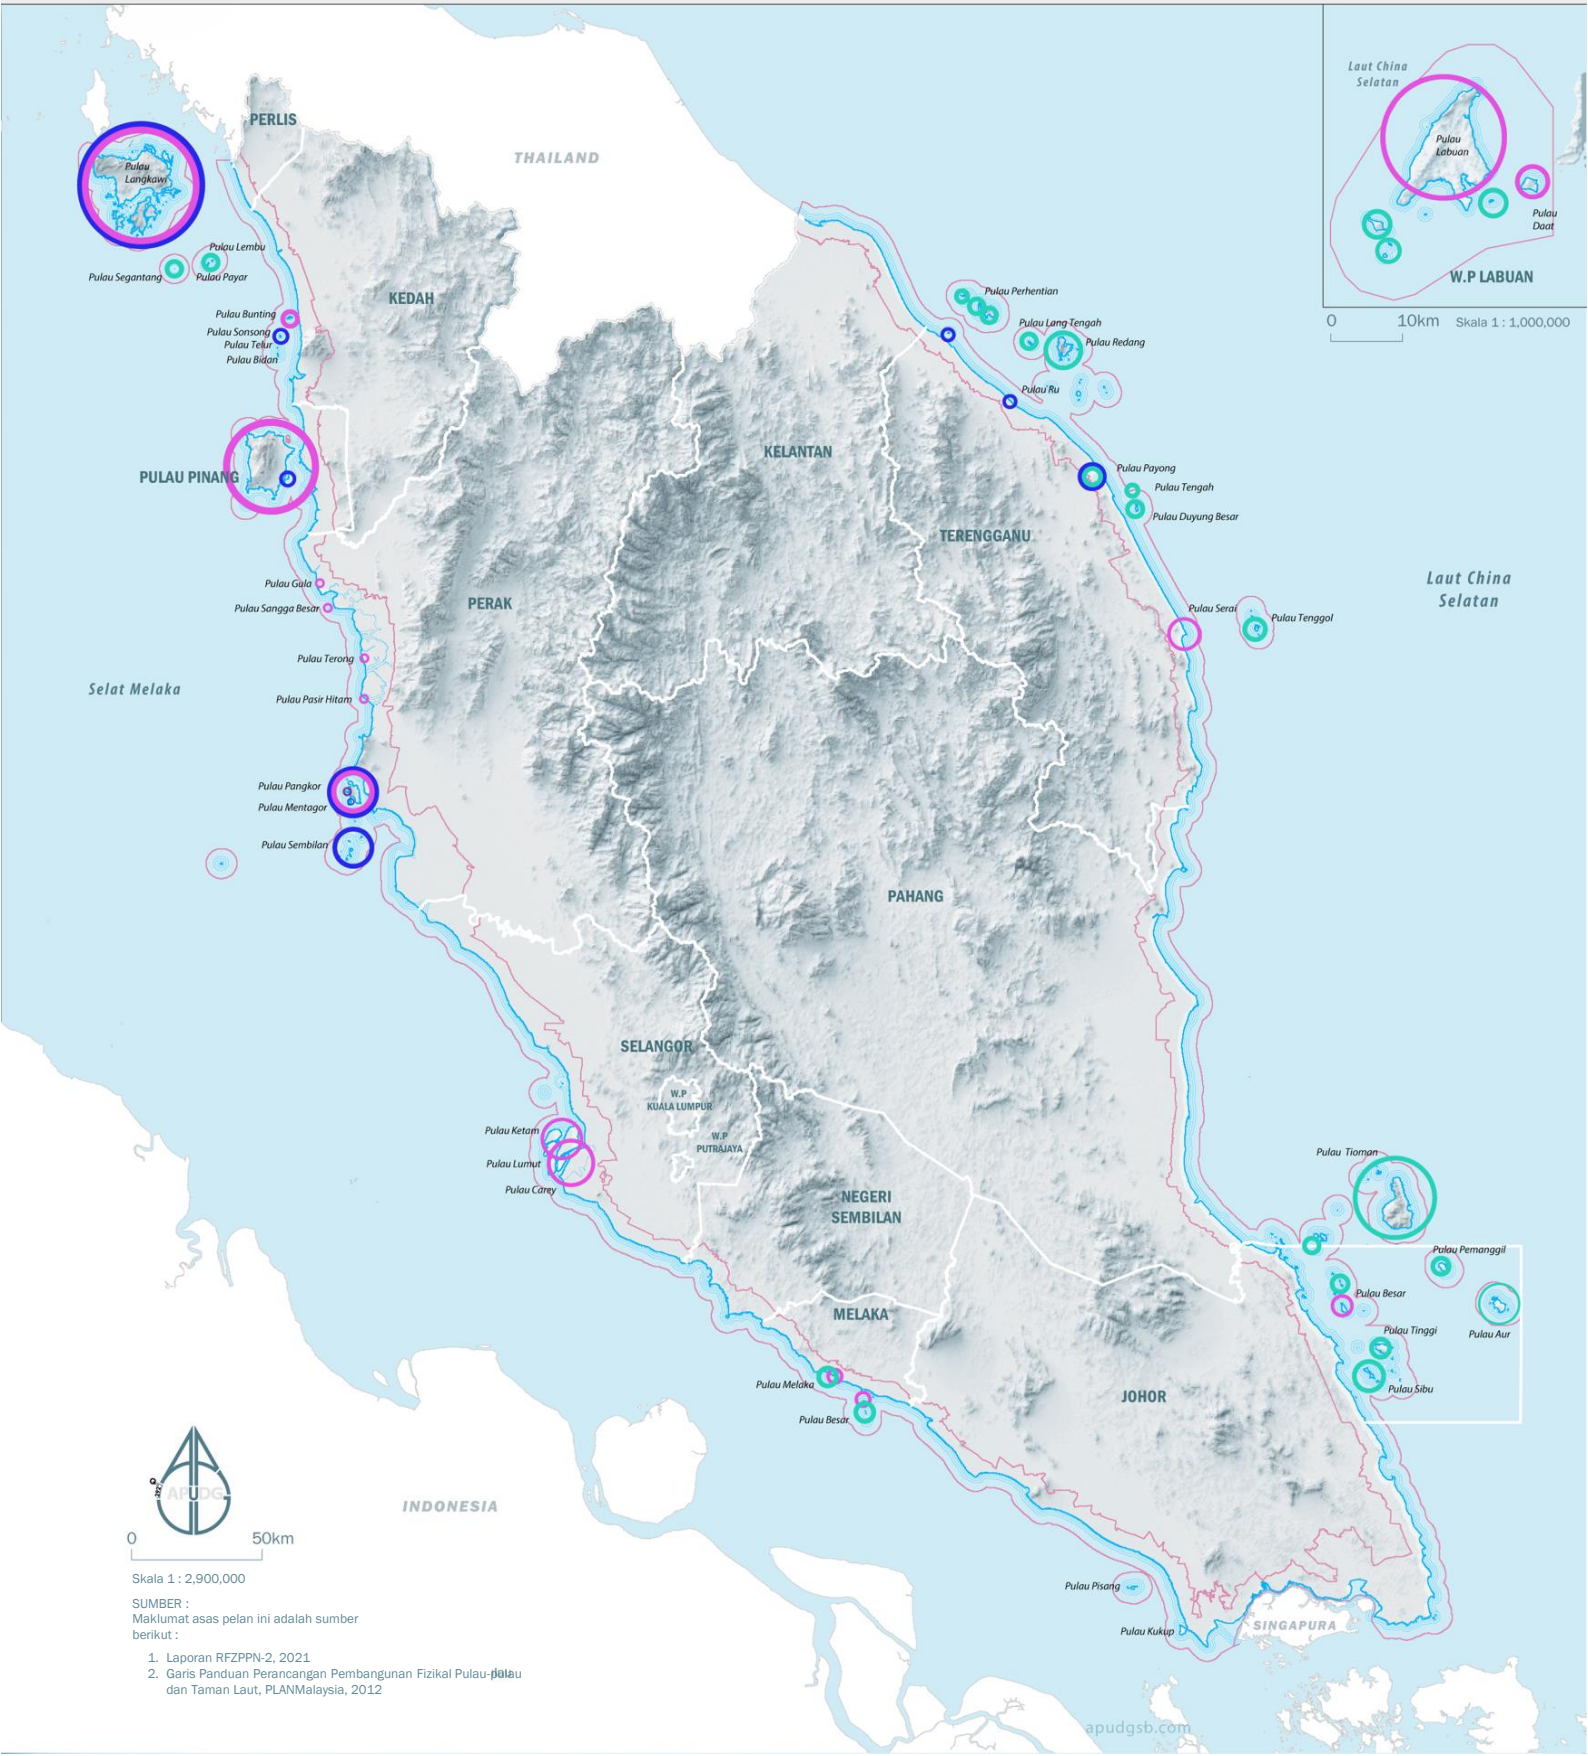 Laut China
Selatan
Pulau
Labuan
Pulau
Daat
W.P LABUAN
0 10km Skala 1 : 1,000,000
PERLIS
THAILAND
Pulau
Langkawi
Pulau Lembu
Pulau Segantang
Pulau Payar
KEDAH
Pulau Bunting
Pulau Sonsong
Pulau Telur
Pulau Bidan
Pulau Perhentian
Pulau Lang Tengah
Pulau Redang
Pulau Ru
KELANTAN
PULAU PINANG
Pulau Payong
Pulau Tengah
Pulau Duyung Besar
TERENGGANU
Pulau Gula
Pulau Sangga Besar
PERAK
Laut China
Selatan
Pulau Serai
Pulau Tenggol
Pulau Terong
Selat Melaka
Pulau Pasir Hitam
Pulau Pangkor
Pulau Mentagor
Pulau Sembilan
PAHANG
SELANGOR
W.P
KUALA LUMPUR
W.P
PUTRAJAYA
Pulau Ketam
Pulau Lumut
Pulau Carey
Pulau Tioman
NEGERI
SEMBILAN
Pulau Pemanggil
Pulau Besar
MELAKA
Pulau Tinggi
Pulau Aur
Pulau Melaka
Pulau Sibu
Pulau Besar
JOHOR
APUDG
INDONESIA
0 50km
Skala 1 : 2,900,000
Pulau Pisang
SUMBER :
Maklumat asas pelan ini adalah sumber
berikut :
Pulau Kukup
SINGAPURA
1. Laporan RFZPPN-2, 2021
2. Garis Panduan Perancangan Pembangunan Fizikal Pulau-pulau
dan Taman Laut, PLANMalaysia, 2012
apudgsb.com